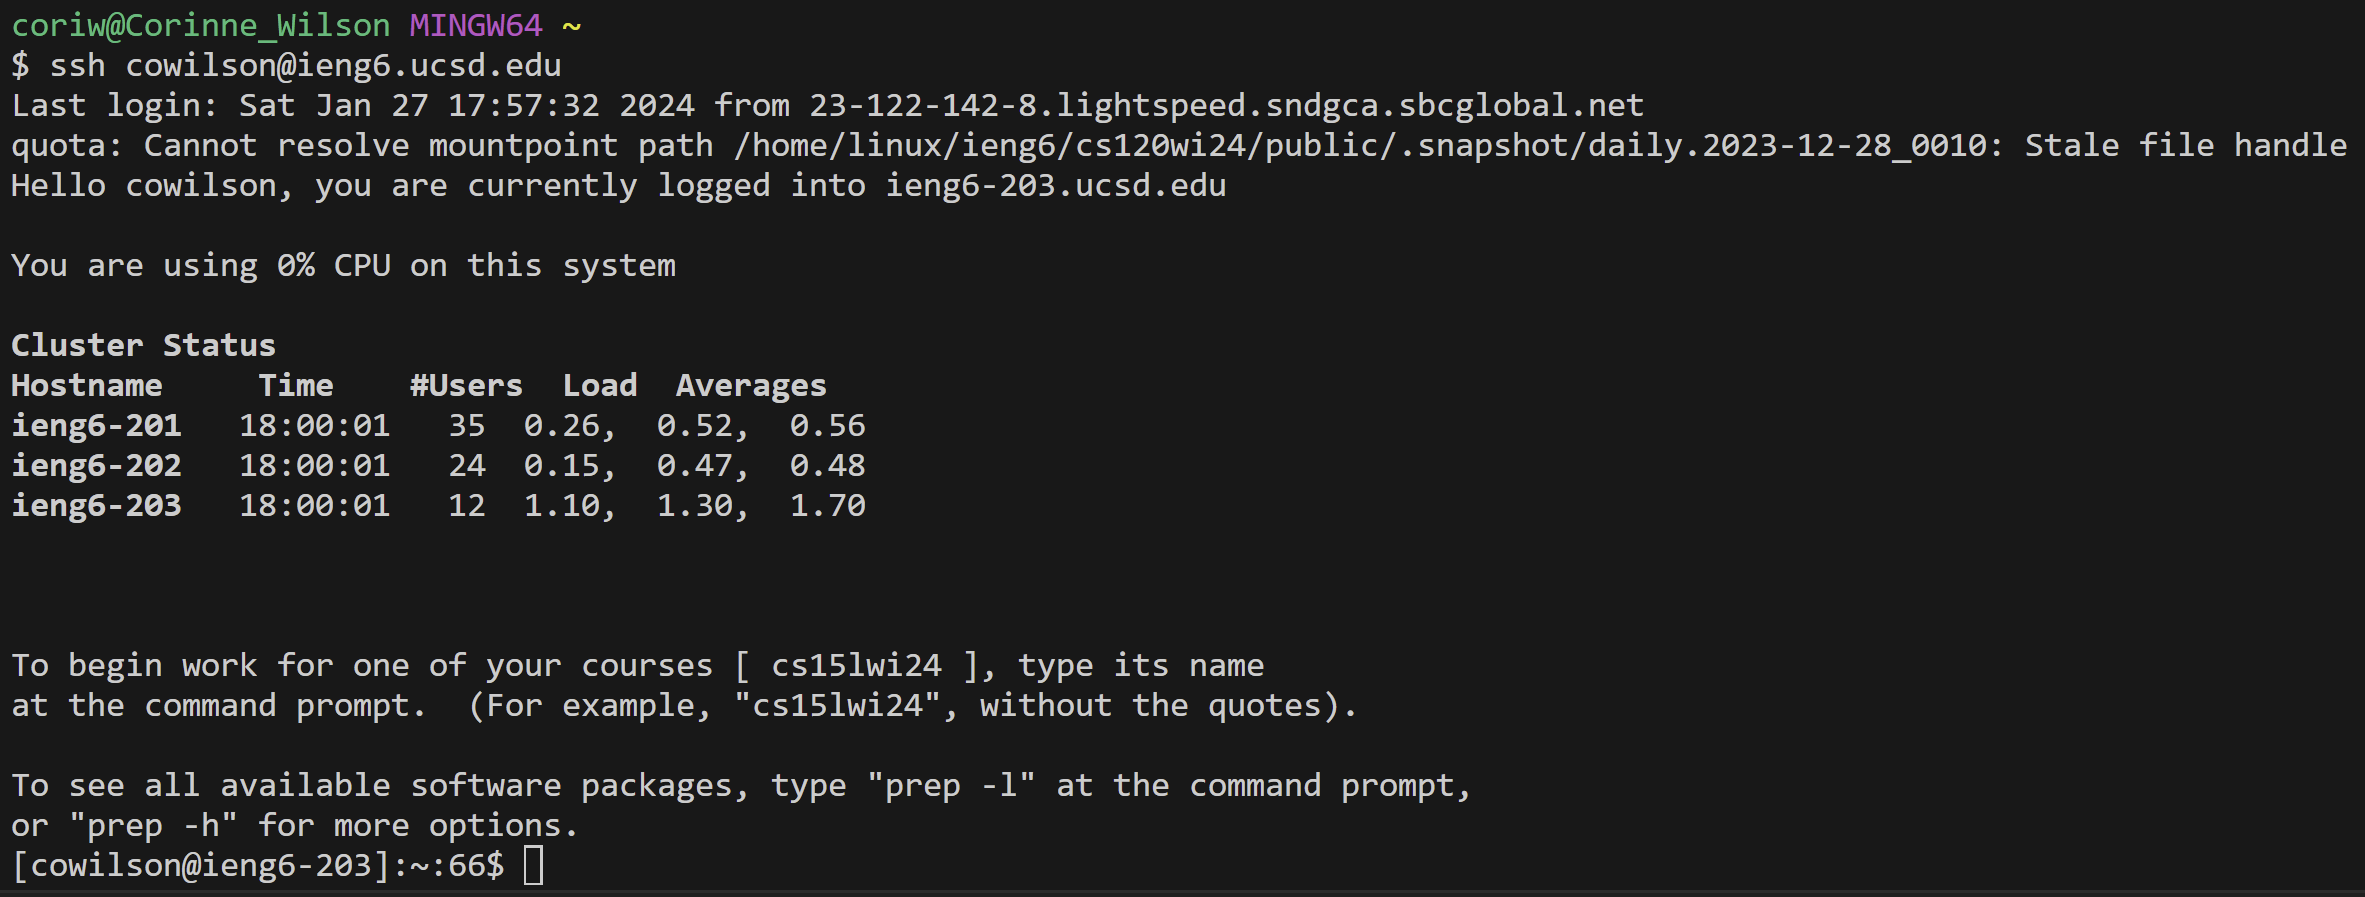 coriw@Corinne_Wilson MINGW64 ~
$ ssh cowilson@ieng6.ucsd.edu
Last login: Sat Jan 27 17:57:32 2024 from 23-122-142-8.lightspeed.sndgca.sbcglobal.net
quota: Cannot resolve mountpoint path /home/linux/ieng6/cs120wi24/public/.snapshot/daily.2023-12-28_0010: Stale file handle
Hello cowilson, you are currently logged into ieng6-203.ucsd.edu

You are using 0% CPU on this system

Cluster Status
Hostname     Time    #Users  Load  Averages
ieng6-201   18:00:01   35  0.26,  0.52,  0.56
ieng6-202   18:00:01   24  0.15,  0.47,  0.48
ieng6-203   18:00:01   12  1.10,  1.30,  1.70

To begin work for one of your courses [ cs15lwi24 ], type its name
at the command prompt.  (For example, "cs15lwi24", without the quotes).

To see all available software packages, type "prep -l" at the command prompt,
or "prep -h" for more options.
[cowilson@ieng6-203]:~:66$